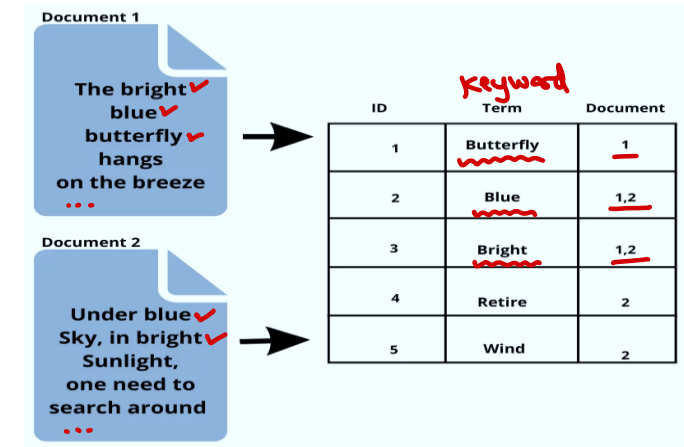 Document 1
The bright
blue
butterfly
hangs
on the breeze
...
Document 2
Under blue
Sky, in bright
Sunlight,
one need to
search around
...
keyword
ID Term Document
1 Butterfly 1
2 Blue 1,2
3 Bright 1,2
4 Retire 2
5 Wind 2